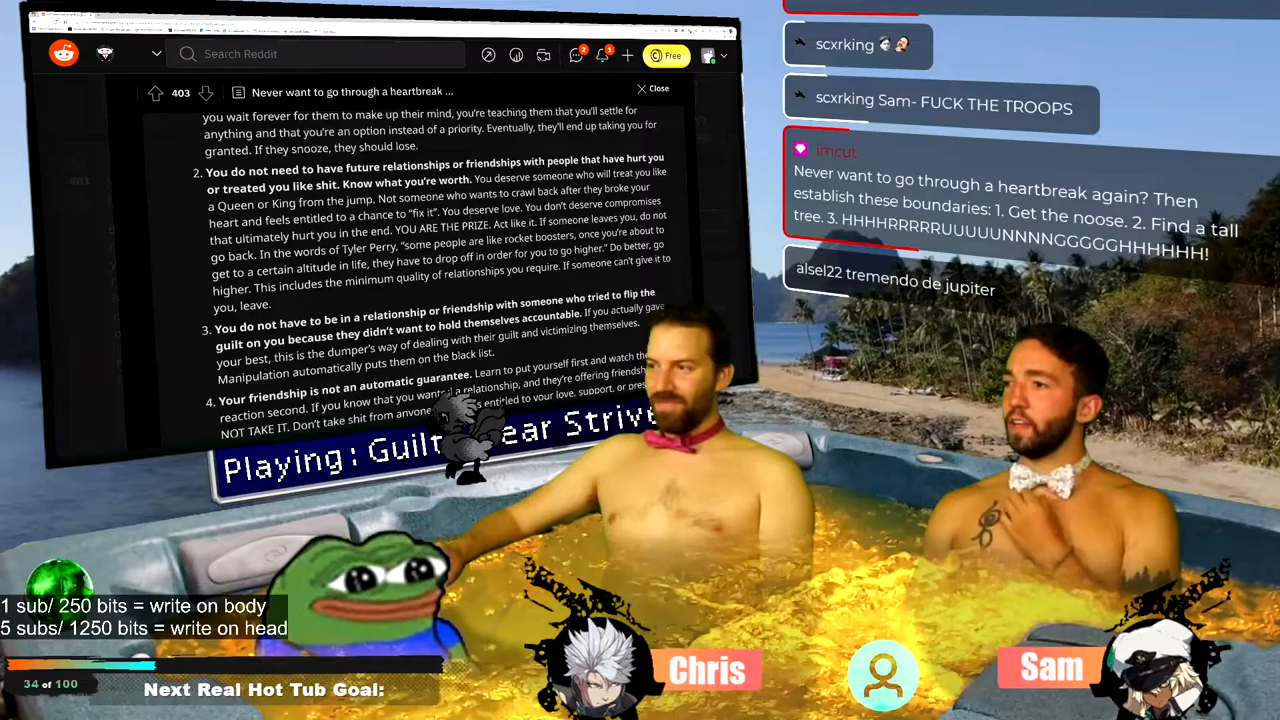 Search Reddit
2
1
Free
403
Never want to go through a heartbreak ...
Close
you wait forever for them to make up their mind, you're teaching them that you'll settle for
anything and that you're an option instead of a priority. Eventually, they'll end up taking you for
granted. If they snooze, they should lose.
2. You do not need to have future relationships or friendships with people that have hurt you
or treated you like shit. Know what you're worth. You deserve someone who will treat you like
a Queen or King from the jump. Not someone who wants to crawl back after they broke your
heart and feels entitled to a chance to "fix it". You deserve love. You don't deserve compromises
that ultimately hurt you in the end. YOU ARE THE PRIZE. Act like it. If someone leaves you, do not
go back. In the words of Tyler Perry, "some people are like rocket boosters, once you're about to
get to a certain altitude in life, they have to drop off in order for you to go higher." Do better, go
higher. This includes the minimum quality of relationships you require. If someone can't give it to
you, leave.
3. You do not have to be in a relationship or friendship with someone who tried to flip the
guilt on you because they didn't want to hold themselves accountable. If you actually gave
your best, this is the dumper's way of dealing with their guilt and victimizing themselves.
Manipulation automatically puts them on the black list.
4. Your friendship is not an automatic guarantee. Learn to put yourself first and watch the
reaction second. If you know that you wanted a relationship, and they're offering friendsh
NOT TAKE IT. Don't take shit from anyone entitled to your love, support, or pres
Playing: Guilt ear Strive
scxrking
scxrking Sam- FUCK THE TROOPS
imcut
Never want to go through a heartbreak again? Then
establish these boundaries: 1. Get the noose. 2. Find a tall
tree. 3. HHHHRRRRUUUUUNNNNGGGGGHHHHHH!
alsel22 tremendo de jupiter
1 sub/ 250 bits = write on body
5 subs/ 1250 bits = write on head
34 of 100
Next Real Hot Tub Goal:
Chris
Sam